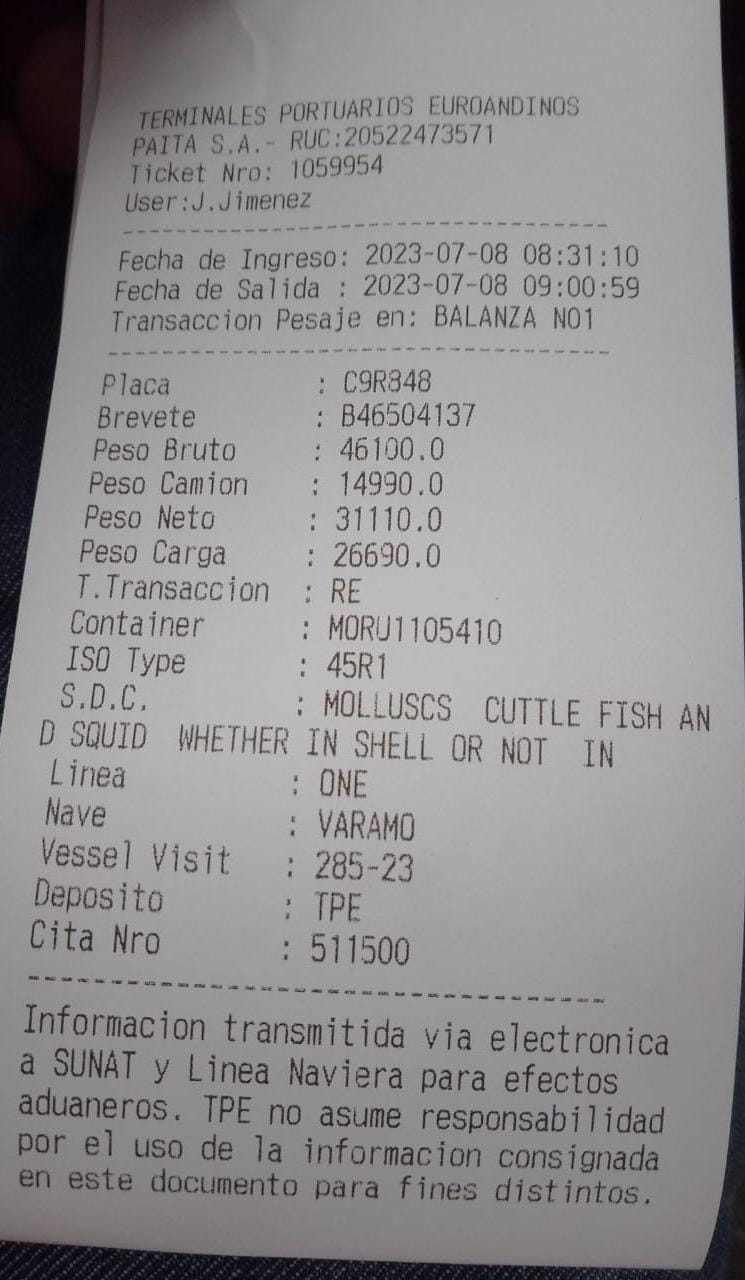 TERMINALES PORTUARIOS EUROANDINOS
PAITA S.A.- RUC:20522473571
Ticket Nro: 1059954
User:J.Jimenez
Fecha de Ingreso: 2023-07-08 08:31:10
Fecha de Salida : 2023-07-08 09:00:59
Transaccion Pesaje en: BALANZA NO1
Placa : C9R848
Brevete : B46504137
Peso Bruto : 46100.0
Peso Camion : 14990.0
Peso Neto : 31110.0
Peso Carga : 26690.0
T.Transaccion : RE
Container : MORU1105410
ISO Type : 45R1
S.D.C. : MOLLUSCS CUTTLE FISH AN
D SQUID WHETHER IN SHELL OR NOT IN
Linea : ONE
Nave : VARAMO
Vessel Visit : 285-23
Deposito : TPE
Cita Nro : 511500
Informacion transmitida via electronica
a SUNAT y Linea Naviera para efectos
aduaneros. TPE no asume responsabilidad
por el uso de la informacion consignada
en este documento para fines distintos.